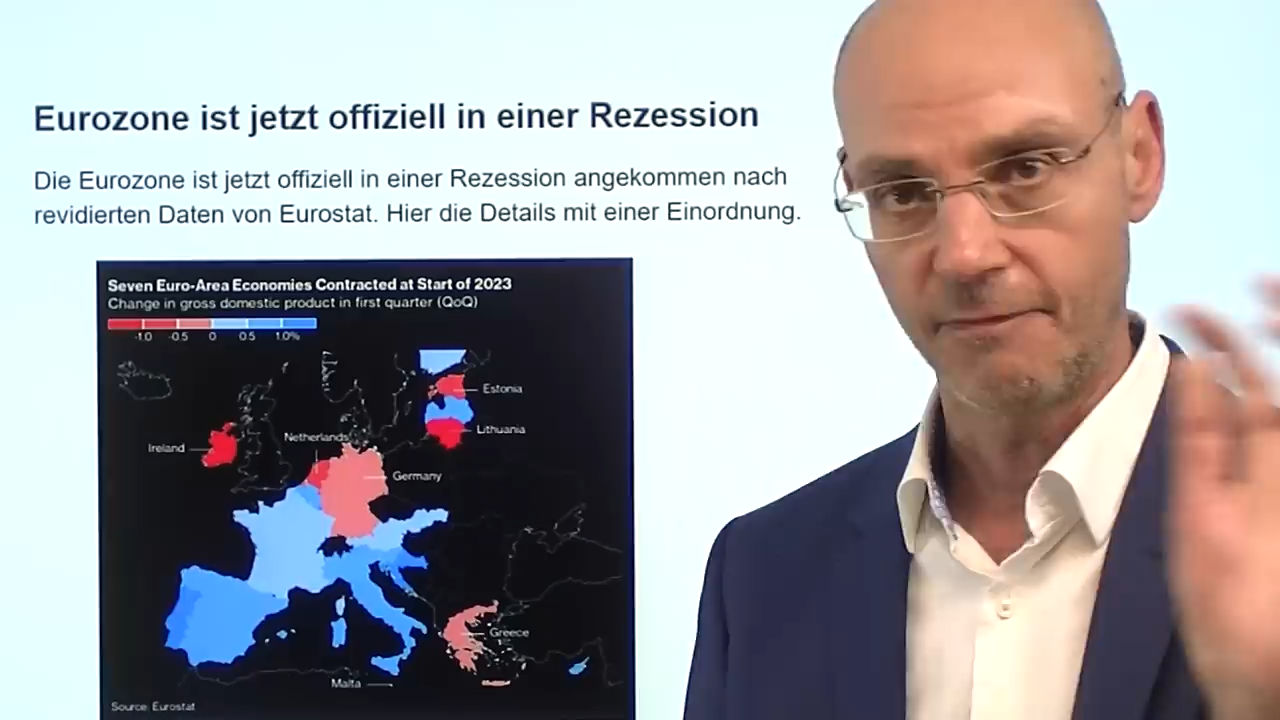 Eurozone ist jetzt offiziell in einer Rezession
Die Eurozone ist jetzt offiziell in einer Rezession angekommen nach
revidierten Daten von Eurostat. Hier die Details mit einer Einordnung.
Seven Euro-Area Economies Contracted at Start of 2023
Change in gross domestic product in first quarter (QoQ)
-1.0 -0.5 0 0.5 1.0%
Estonia
Lithuania
Netherlands
Ireland
Germany
Greece
Malta
Source: Eurostat